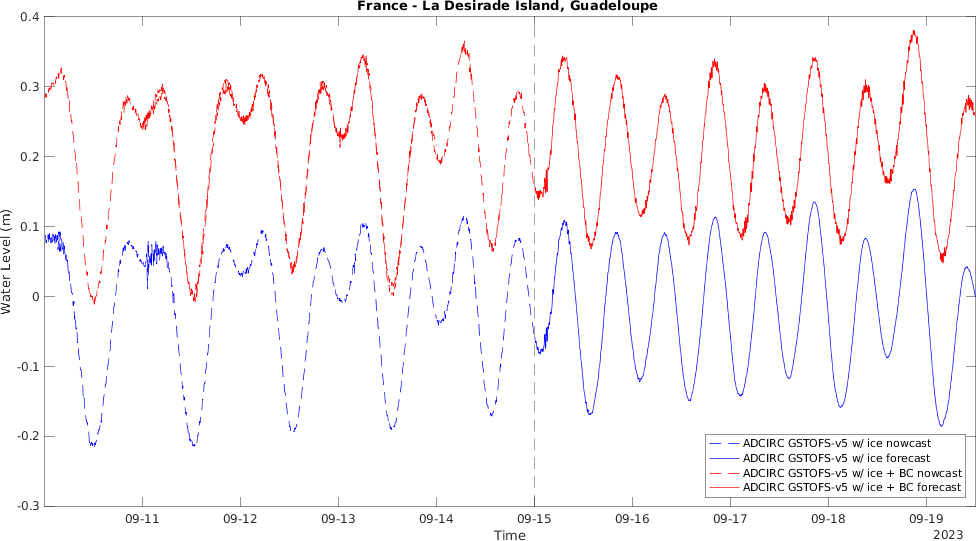 France - La Desirade Island, Guadeloupe
Water Level (m)
0.4
0.3
0.2
0.1
0
-0.1
-0.2
-0.3
09-11
09-12
09-13
09-14
09-15
09-16
09-17
09-18
09-19
2023
Time
ADCIRC GSTOFS-v5 w/ ice nowcast
ADCIRC GSTOFS-v5 w/ ice forecast
ADCIRC GSTOFS-v5 w/ ice + BC nowcast
ADCIRC GSTOFS-v5 w/ ice + BC forecast